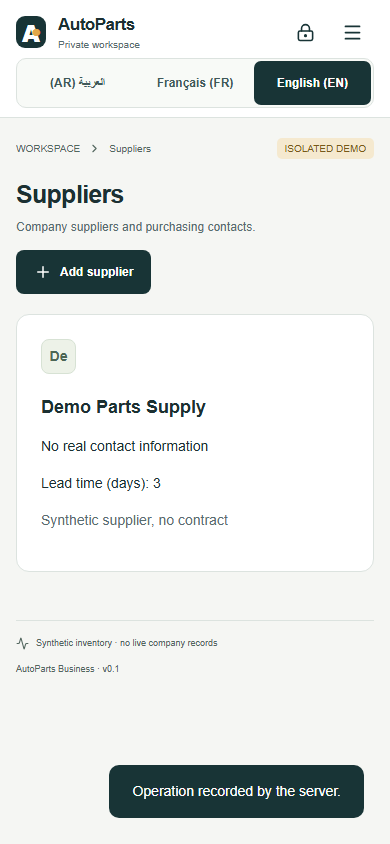 AutoParts
Private workspace
العربية (AR)
Français (FR)
English (EN)
WORKSPACE > Suppliers
ISOLATED DEMO
Suppliers
Company suppliers and purchasing contacts.
+ Add supplier
De
Demo Parts Supply
No real contact information
Lead time (days): 3
Synthetic supplier, no contract
Synthetic inventory · no live company records
AutoParts Business · v0.1
Operation recorded by the server.